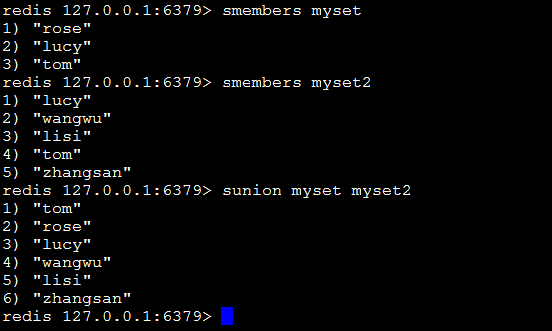 redis 127.0.0.1:6379> smembers myset
1) "rose"
2) "lucy"
3) "tom"
redis 127.0.0.1:6379> smembers myset2
1) "lucy"
2) "wangwu"
3) "lisi"
4) "tom"
5) "zhangsan"
redis 127.0.0.1:6379> sunion myset myset2
1) "tom"
2) "rose"
3) "lucy"
4) "wangwu"
5) "lisi"
6) "zhangsan"
redis 127.0.0.1:6379>